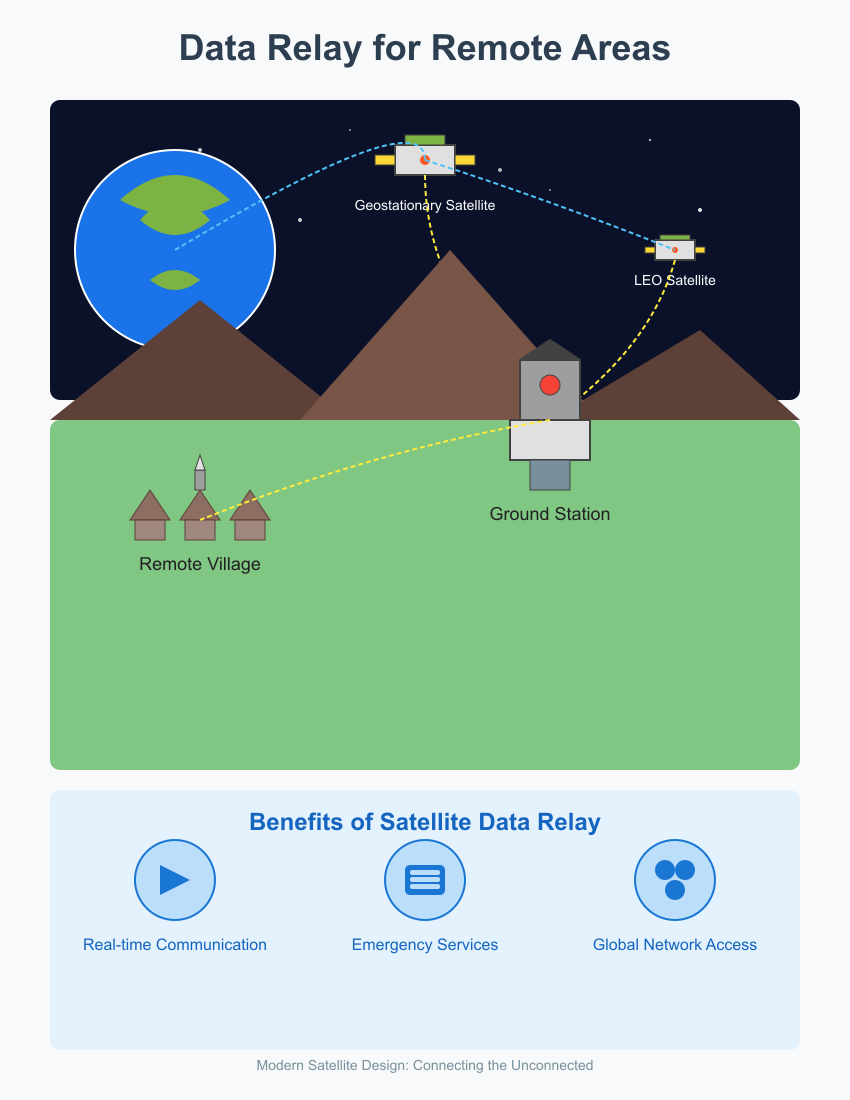 Data Relay for Remote Areas
Geostationary Satellite
LEO Satellite
Ground Station
Remote Village
Benefits of Satellite Data Relay
Real-time Communication
Emergency Services
Global Network Access
Modern Satellite Design: Connecting the Unconnected